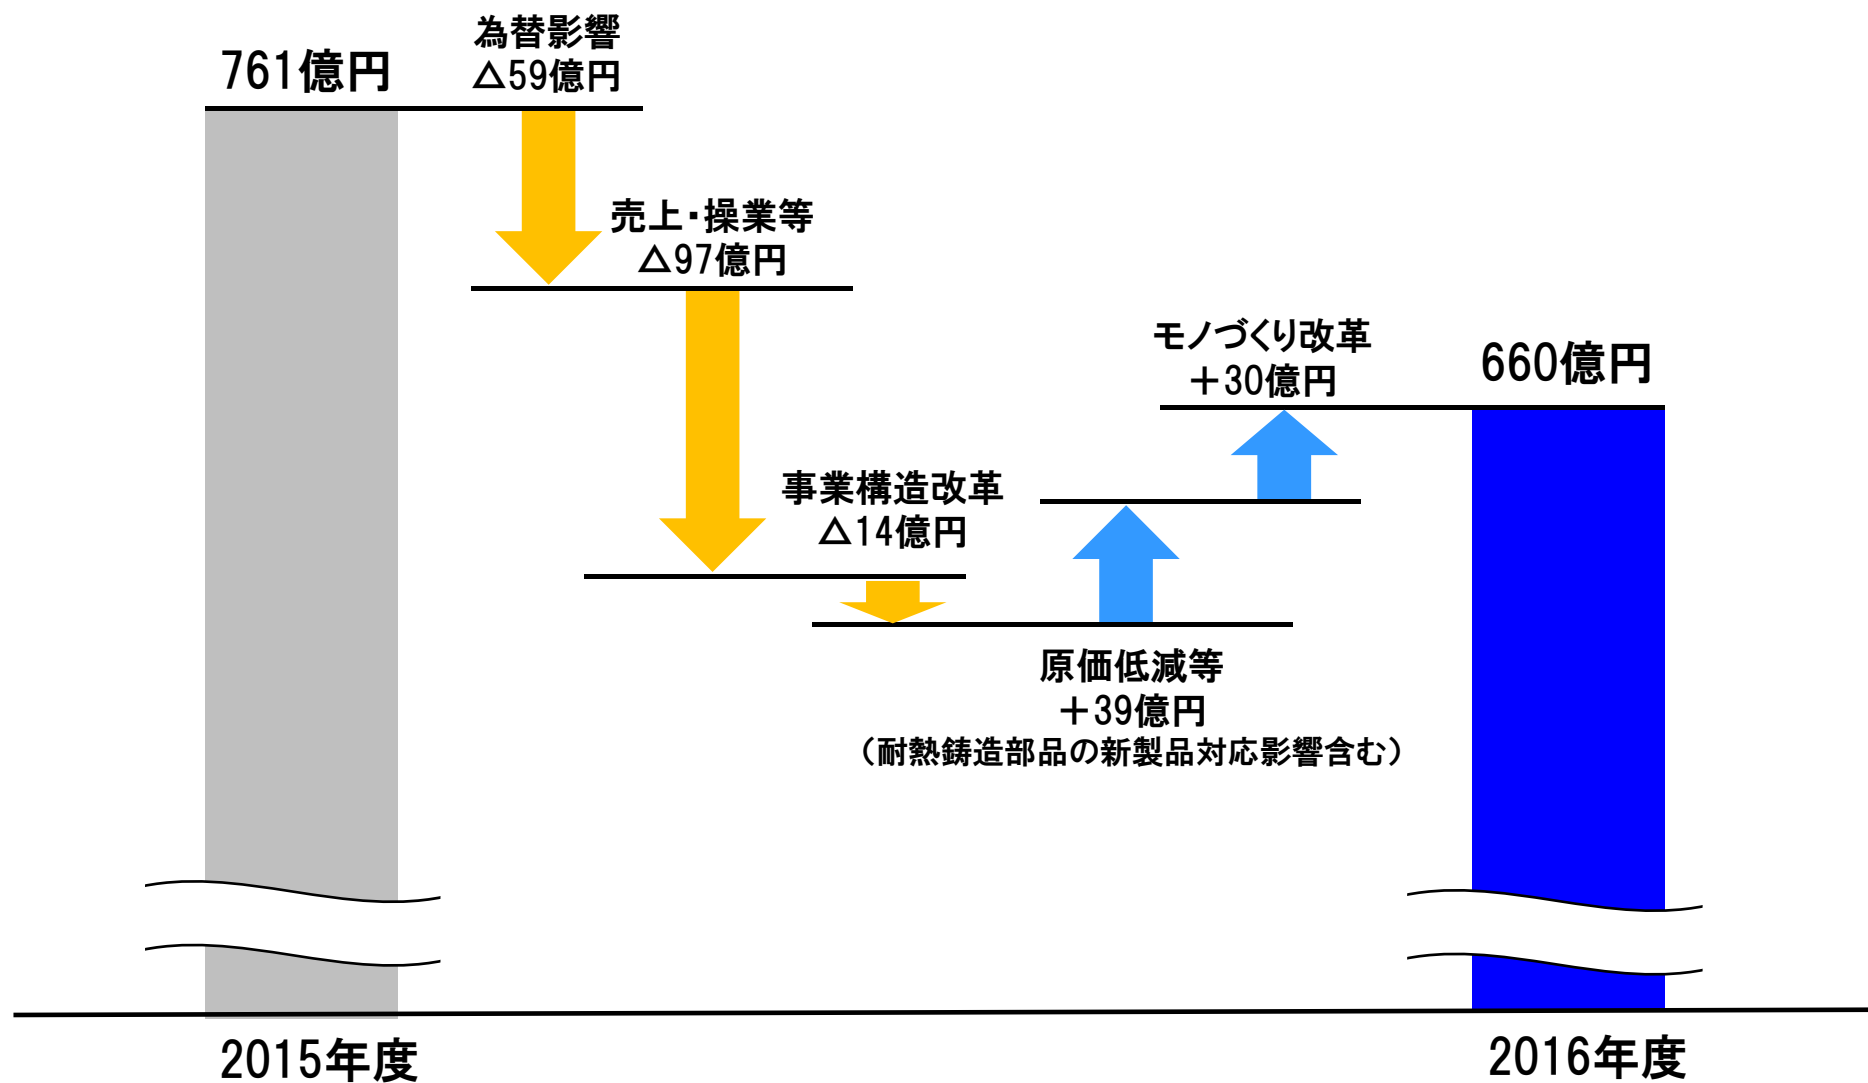 761億円
為替影響
△59億円
売上・操業等
△97億円
事業構造改革
△14億円
原価低減等
＋39億円
（耐熱鋳造部品の新製品対応影響含む）
モノづくり改革
＋30億円
660億円
2015年度
2016年度